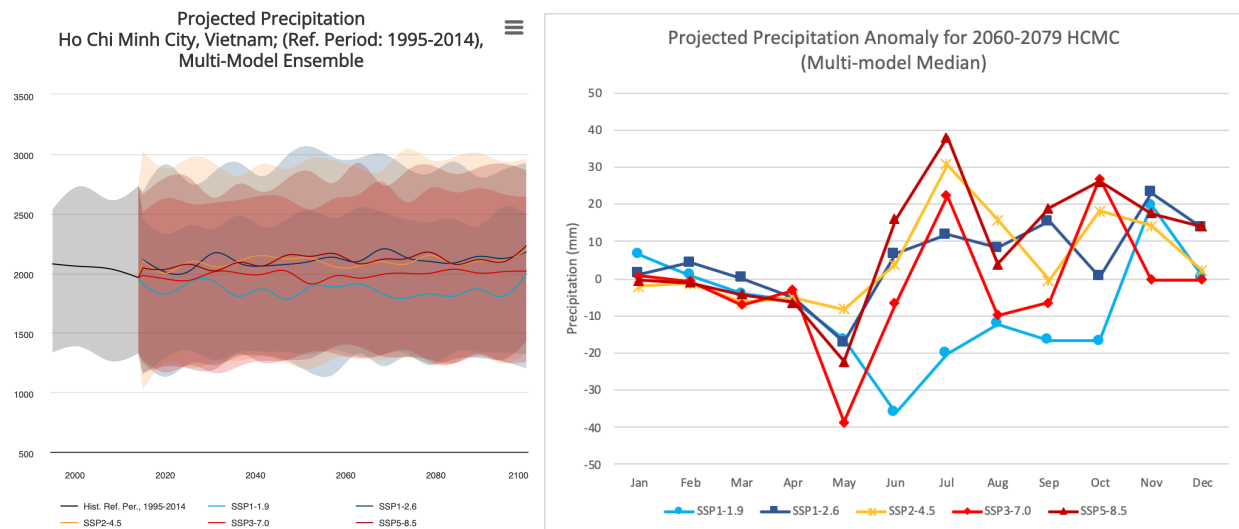 Projected Precipitation
Ho Chi Minh City, Vietnam; (Ref. Period: 1995-2014),
Multi-Model Ensemble
3500
3000
2500
2000
1500
1000
500
2000 2020 2040 2060 2080 2100
Hist. Ref. Per., 1995-2014 SSP1-1.9 SSP1-2.6
SSP2-4.5 SSP3-7.0 SSP5-8.5
Projected Precipitation Anomaly for 2060-2079 HCMC
(Multi-model Median)
Precipitation (mm)
50
40
30
20
10
0
-10
-20
-30
-40
-50
Jan Feb Mar Apr May Jun Jul Aug Sep Oct Nov Dec
SSP1-1.9 SSP1-2.6 SSP2-4.5 SSP3-7.0 SSP5-8.5